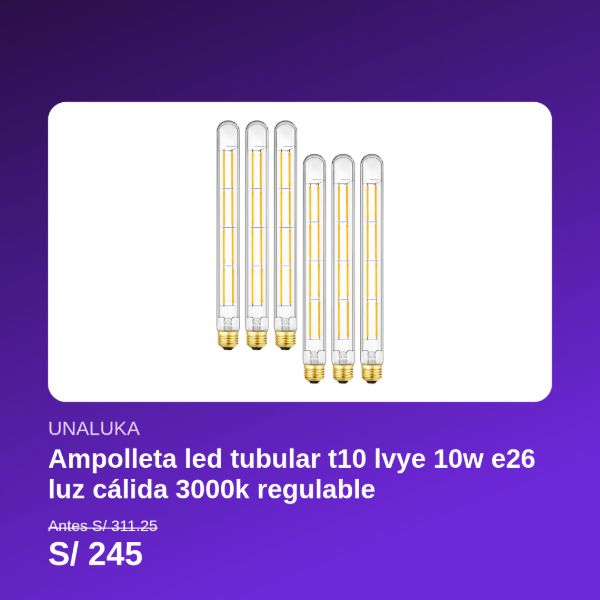 UNALUKA
Ampolleta led tubular t10 lvye 10w e26
luz cálida 3000k regulable
Antes S/ 311.25
S/ 245